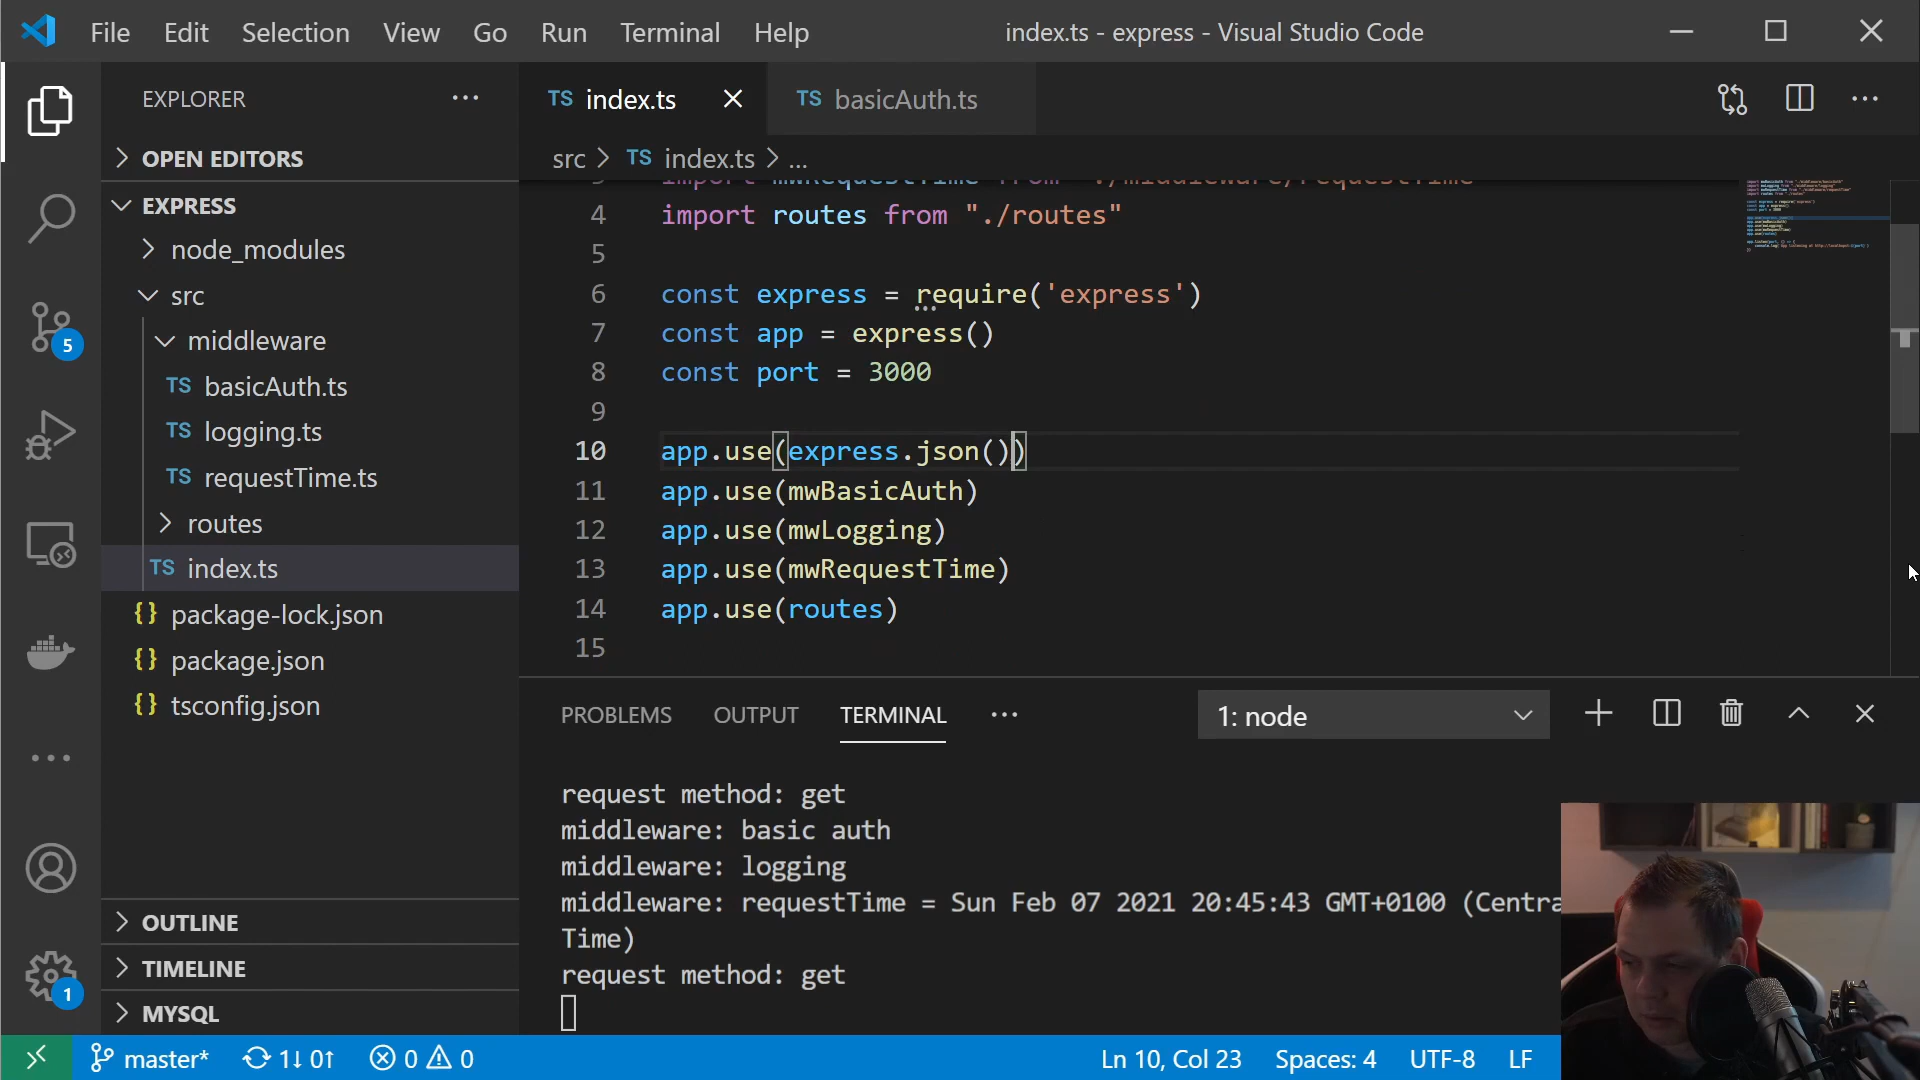 File Edit Selection View Go Run Terminal Help
index.ts - express - Visual Studio Code
EXPLORER
OPEN EDITORS
EXPRESS
node_modules
src
middleware
TS basicAuth.ts
TS logging.ts
TS requestTime.ts
routes
TS index.ts
{} package-lock.json
{} package.json
{} tsconfig.json
OUTLINE
TIMELINE
MYSQL
5
1
TS index.ts
TS basicAuth.ts
src > TS index.ts > ...
4 import routes from "./routes"
5
6 const express = require('express')
7 const app = express()
8 const port = 3000
9
10 app.use(express.json())
11 app.use(mwBasicAuth)
12 app.use(mwLogging)
13 app.use(mwRequestTime)
14 app.use(routes)
15
PROBLEMS OUTPUT TERMINAL ...
1: node
request method: get
middleware: basic auth
middleware: logging
middleware: requestTime = Sun Feb 07 2021 20:45:43 GMT+0100 (Centra
Time)
request method: get
master* 1↓ 0↑ 0 0
Ln 10, Col 23 Spaces: 4 UTF-8 LF